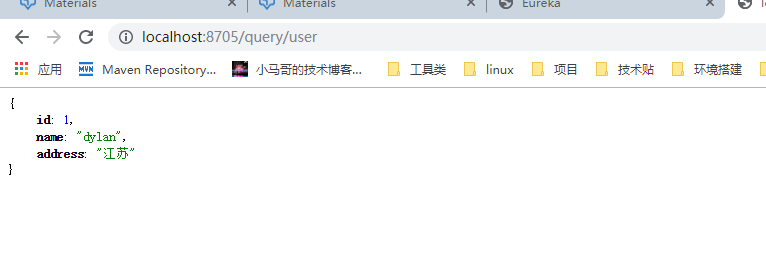 Materials Materials Eureka
localhost:8705/query/user
应用 Maven Repository... 小马哥的技术博客... 工具类 linux 项目 技术贴 环境搭建
{
id: 1,
name: "dylan",
address: "江苏"
}